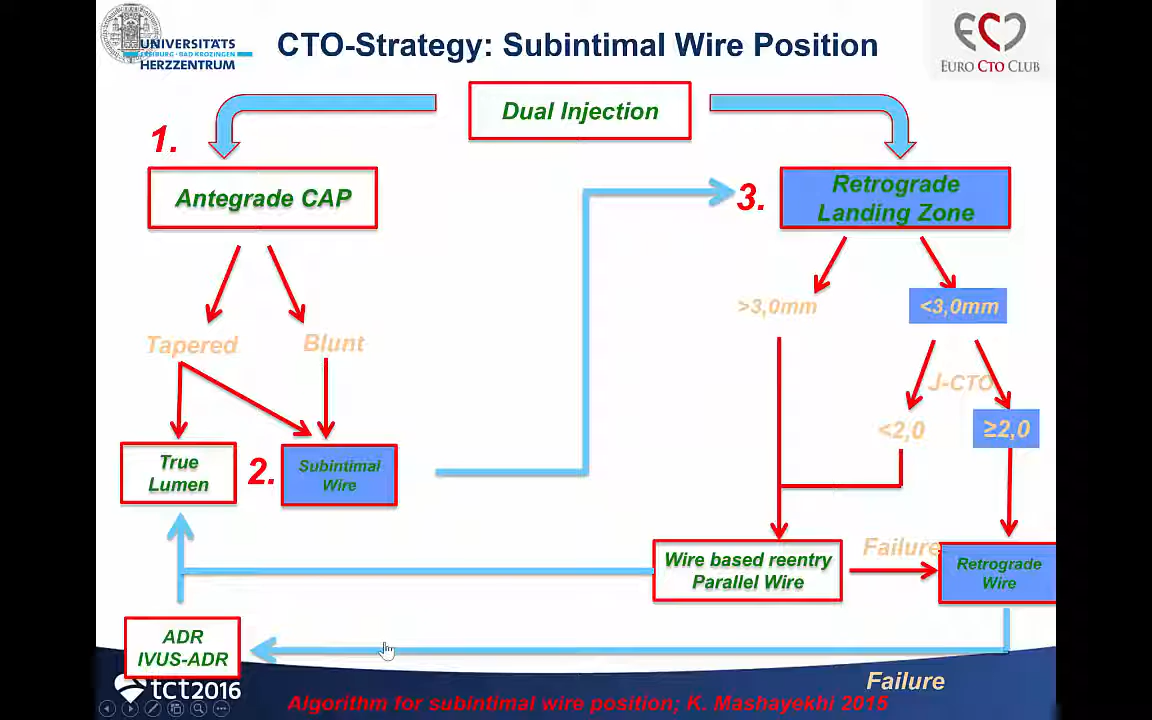 UNIVERSITÄTS
HERZZENTRUM
CTO-Strategy: Subintimal Wire Position
EURO CTO CLUB
Dual Injection
1.
Antegrade CAP
3.
Retrograde
Landing Zone
>3,0mm
<3,0mm
Tapered
Blunt
J-CTO
<2,0
≥2,0
True
Lumen
2.
Subintimal
Wire
Wire based reentry
Parallel Wire
Failure
Retrograde
Wire
ADR
IVUS-ADR
Failure
tct2016
Algorithm for subintimal wire position; K. Mashayekhi 2015